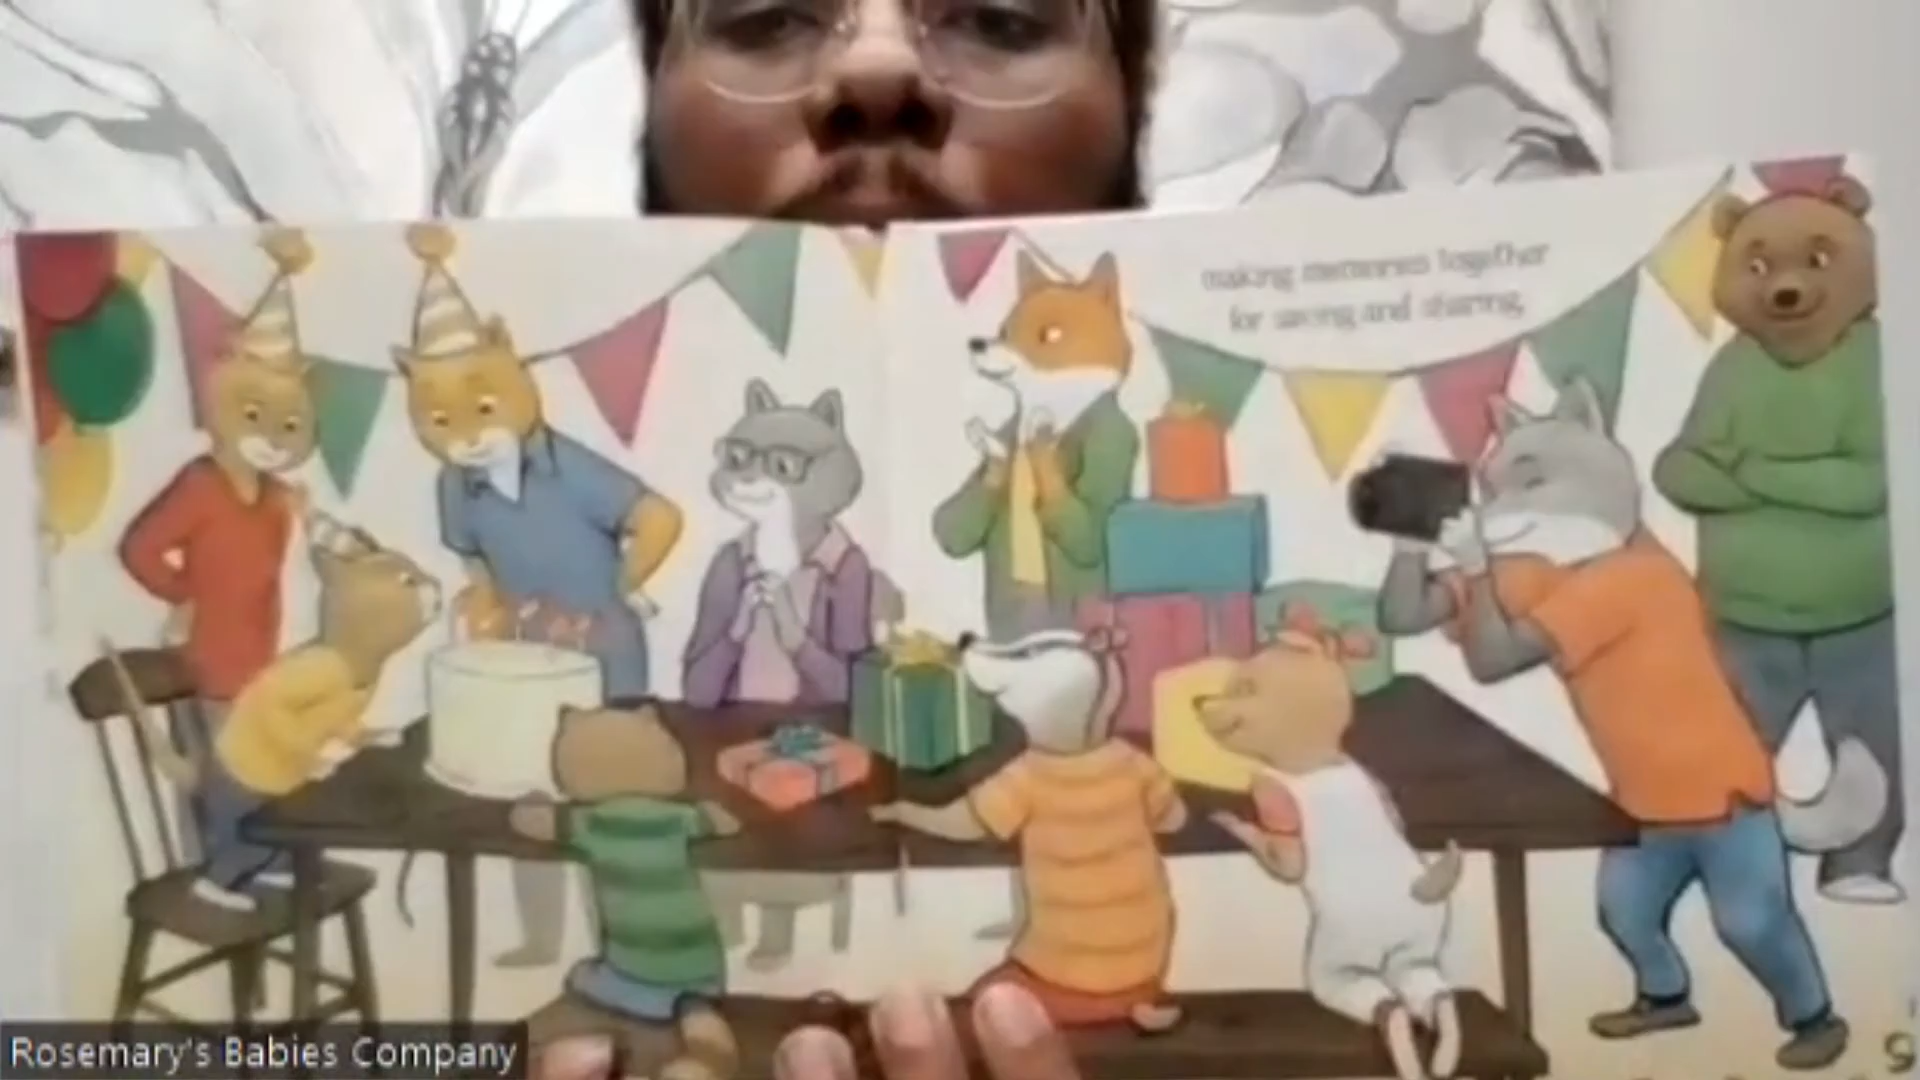 making memories together
for saving and sharing,
Rosemary's Babies Company